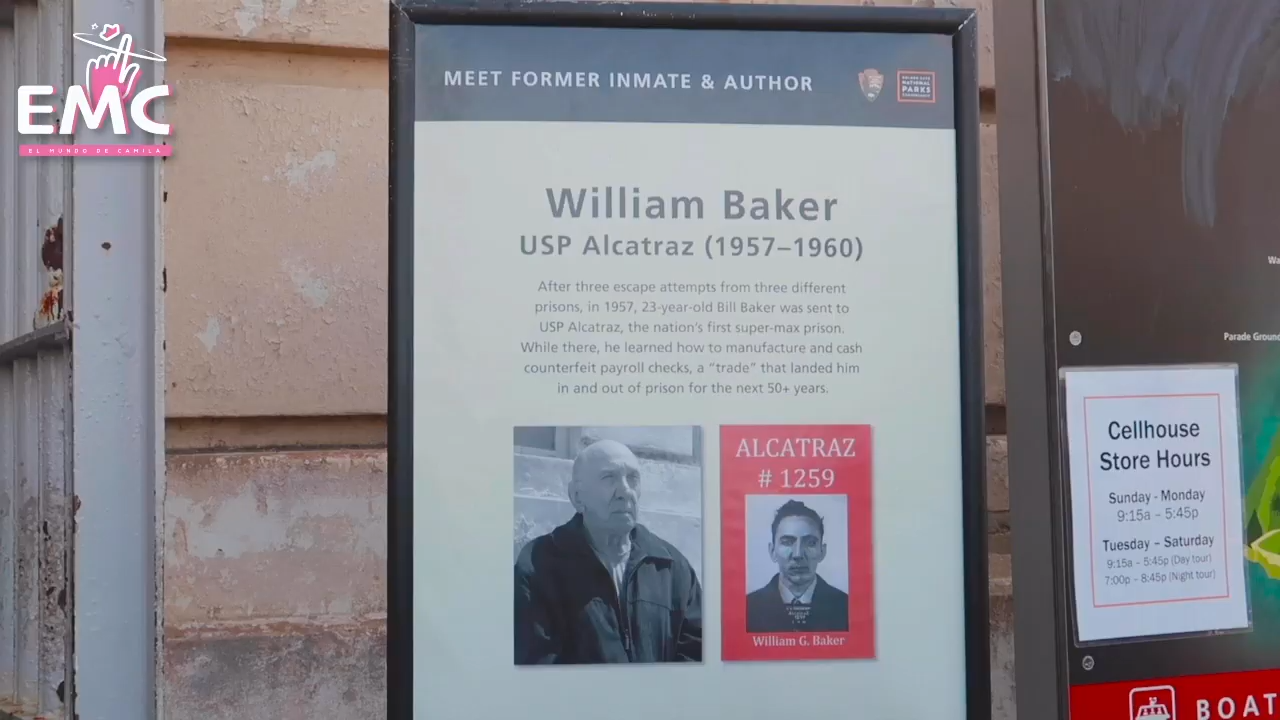 EMC
EL MUNDO DE CAMILA
MEET FORMER INMATE & AUTHOR
NATIONAL
PARKS
William Baker
USP Alcatraz (1957–1960)
After three escape attempts from three different
prisons, in 1957, 23-year-old Bill Baker was sent to
USP Alcatraz, the nation's first super-max prison.
While there, he learned how to manufacture and cash
counterfeit payroll checks, a “trade” that landed him
in and out of prison for the next 50+ years.
ALCATRAZ
# 1259
William G. Baker
Parade Ground
Cellhouse
Store Hours
Sunday - Monday
9:15a – 5:45p
Tuesday – Saturday
9:15a – 5:45p (Day tour)
7:00p – 8:45p (Night tour)
BOAT